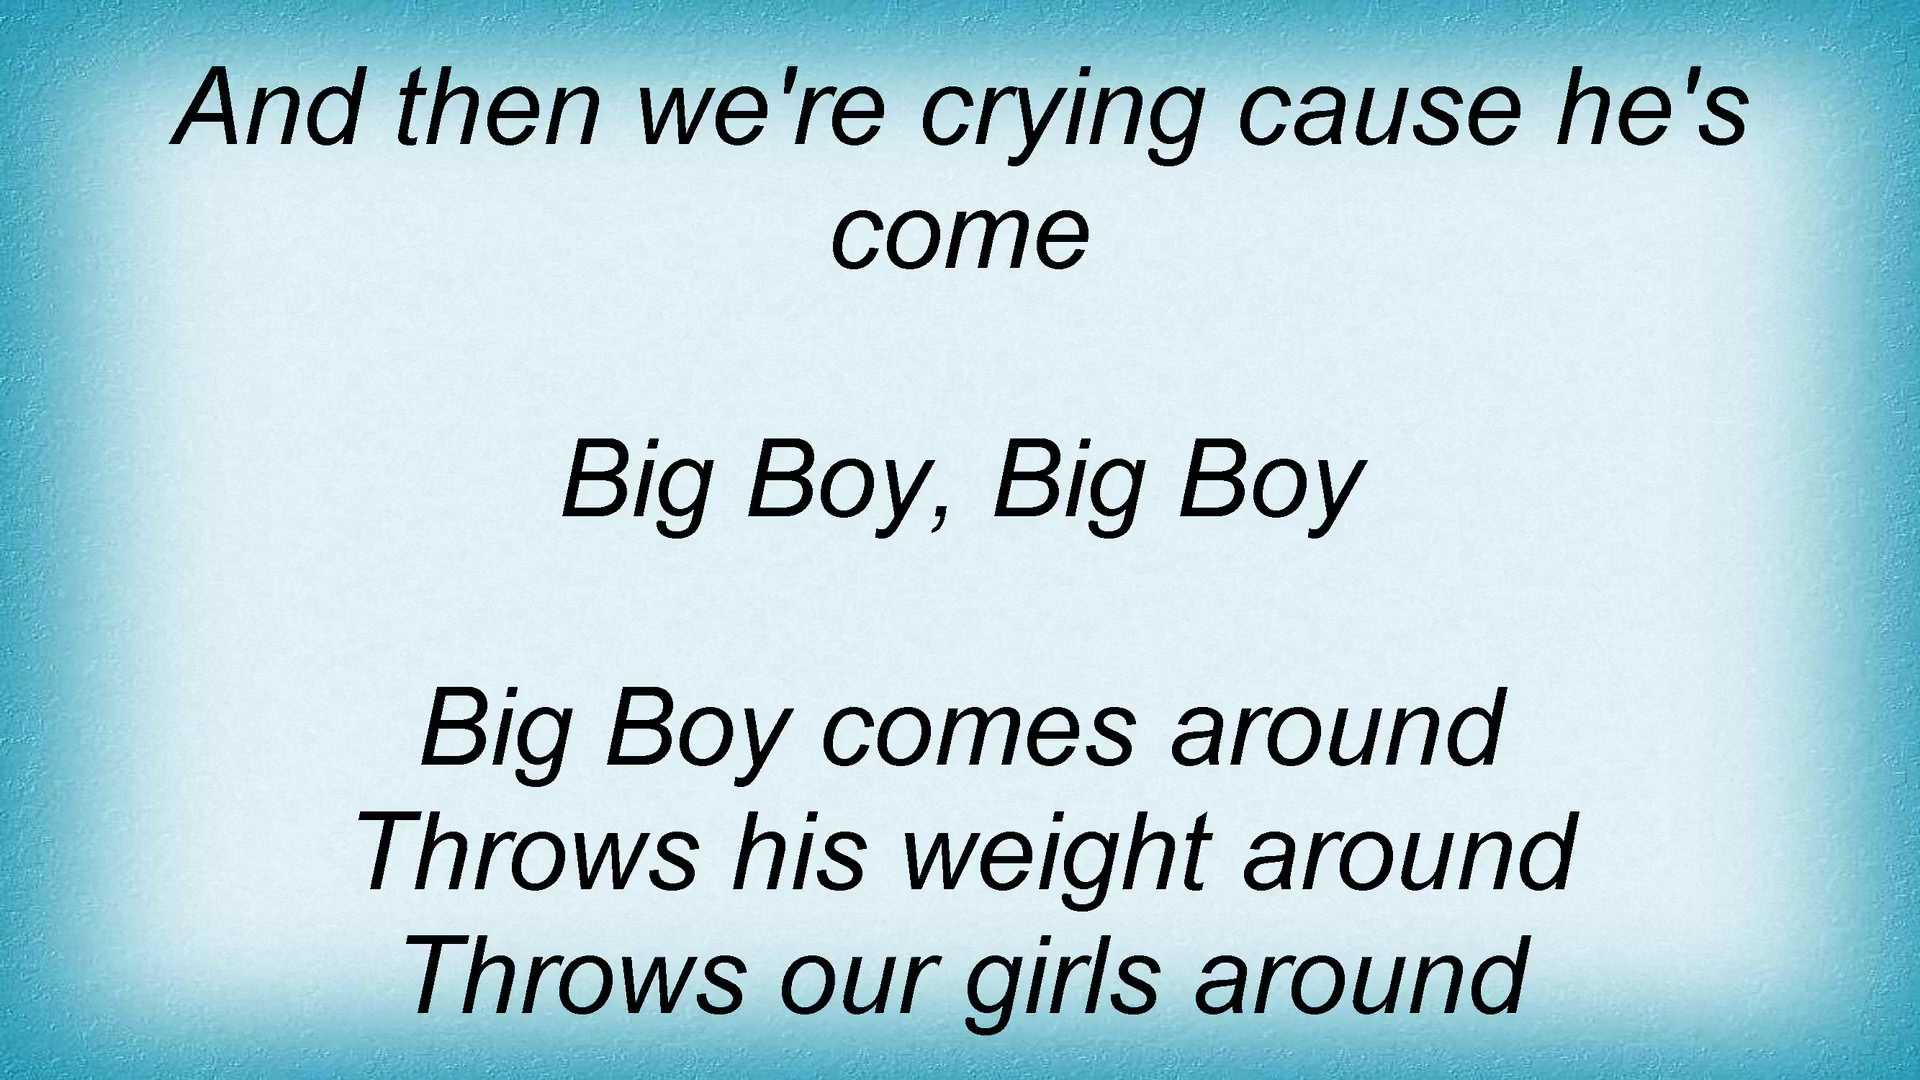 And then we're crying cause he's
come
Big Boy, Big Boy
Big Boy comes around
Throws his weight around
Throws our girls around